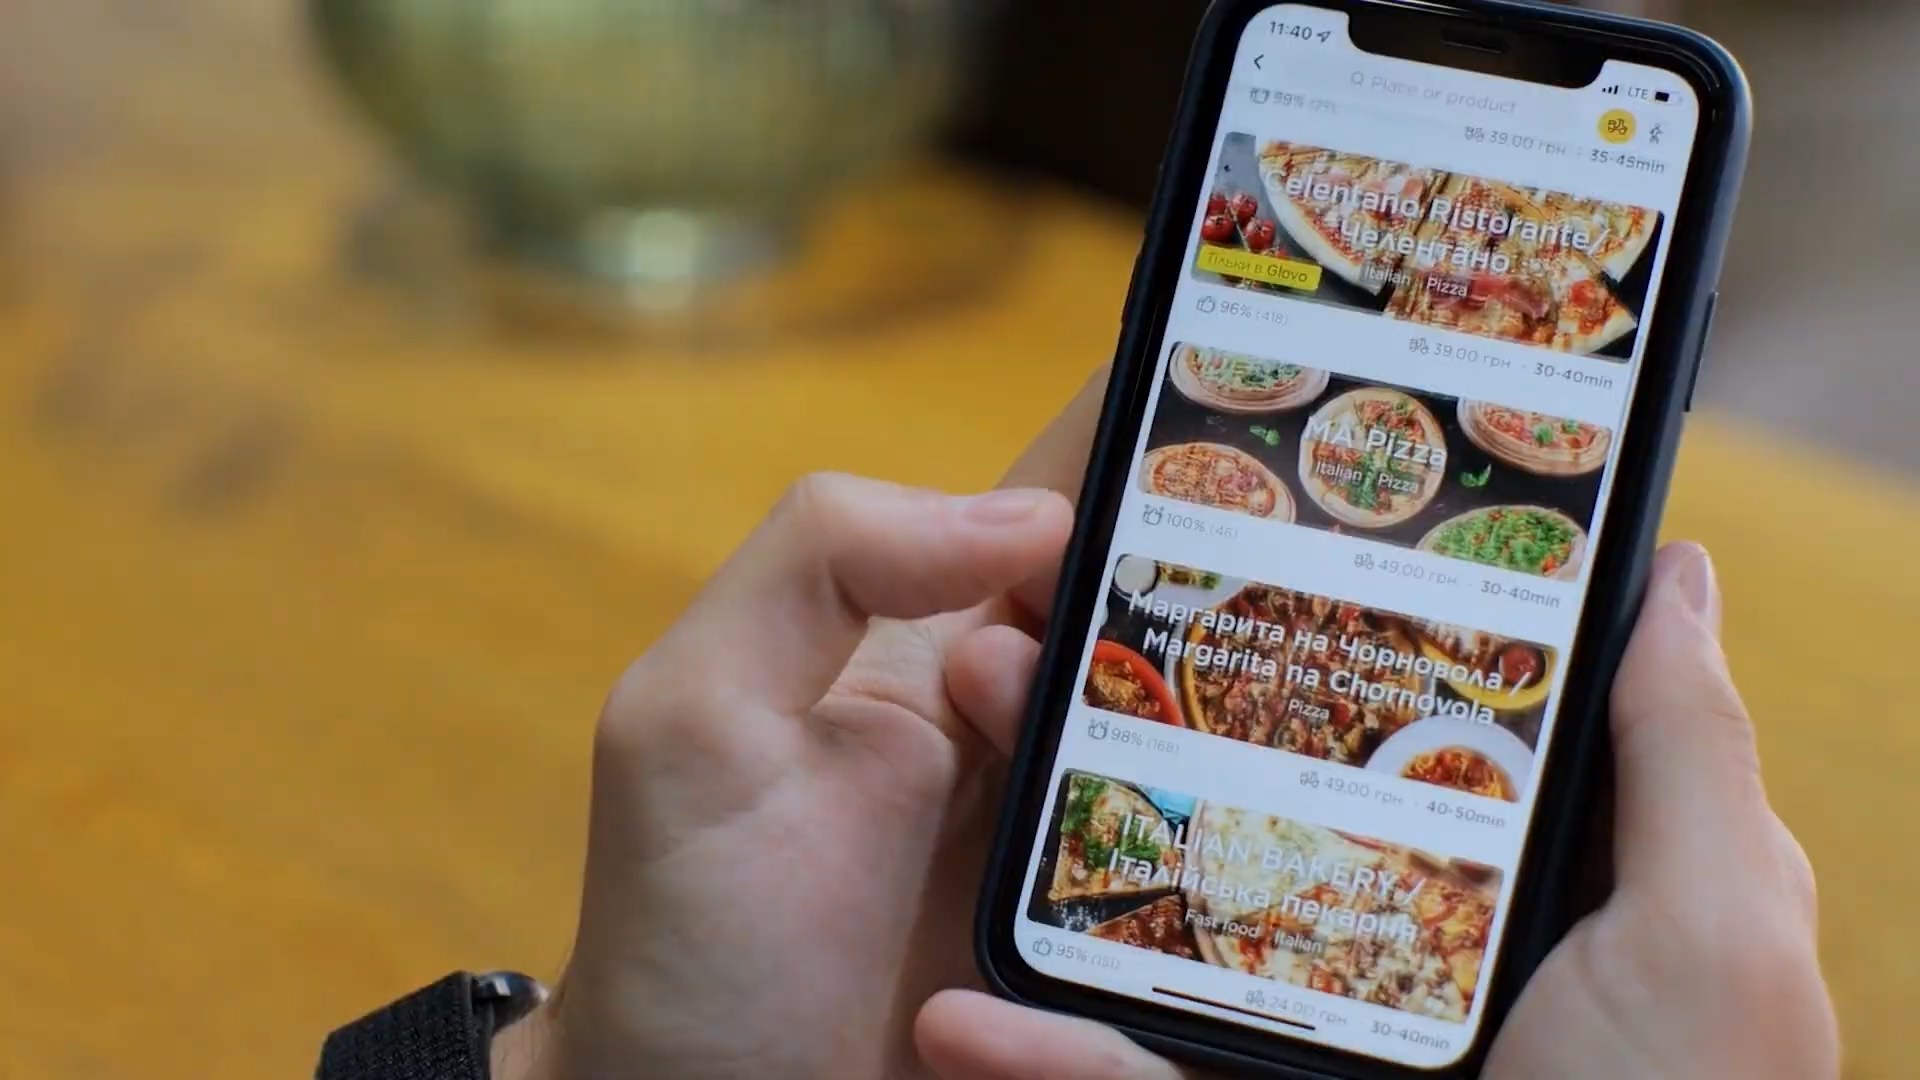 11:40
LTE
Place or product
99% (25)
39,00 грн · 35-45min
Celentano Ristorante/
Челентано
Italian · Pizza
Тільки в Glovo
96% (418)
39,00 грн · 30-40min
MA Pizza
Italian · Pizza
100% (46)
49,00 грн · 30-40min
Маргарита на Чорновола /
Margarita na Chornovola
Pizza
98% (168)
49,00 грн · 40-50min
ITALIAN BAKERY /
Італійська пекарня
Fast food · Italian
95% (151)
24,00 грн · 30-40min